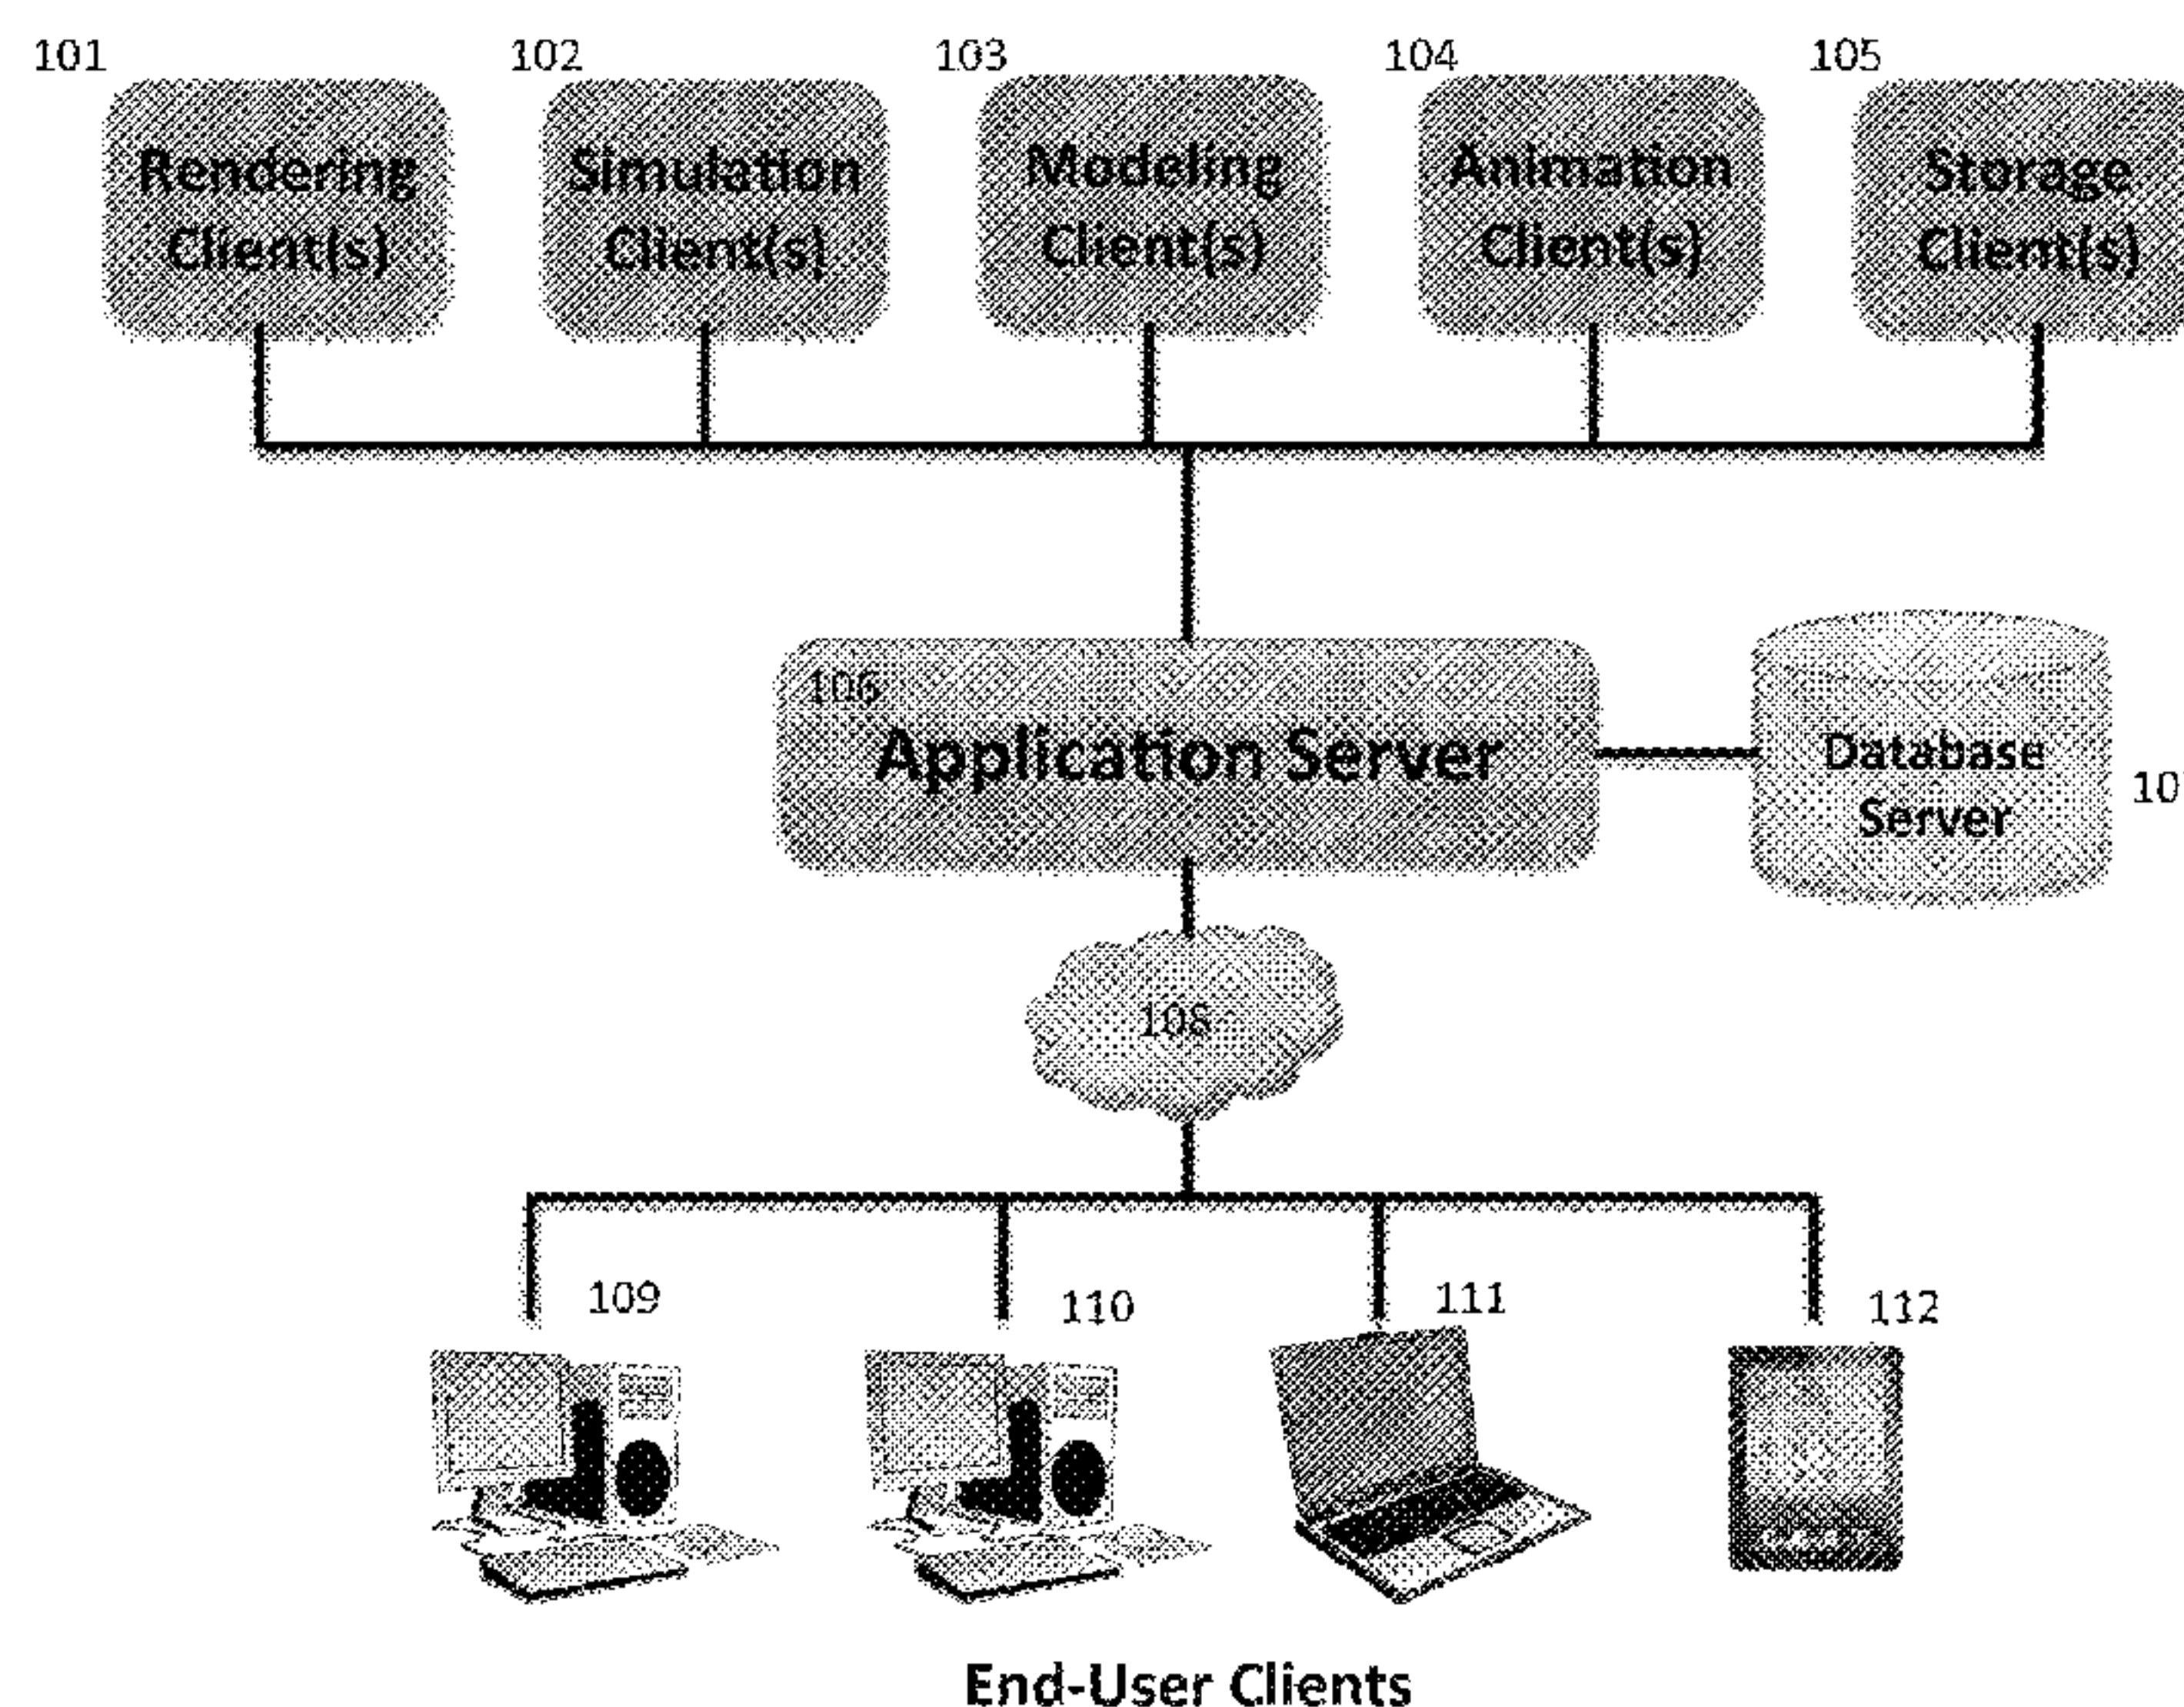 101 102 103 104 105
Rendering Client(s)
Simulation Client(s)
Modeling Client(s)
Animation Client(s)
Storage Client(s)
106
Application Server
Database Server
10
108
109 110 111 112
End-User Clients